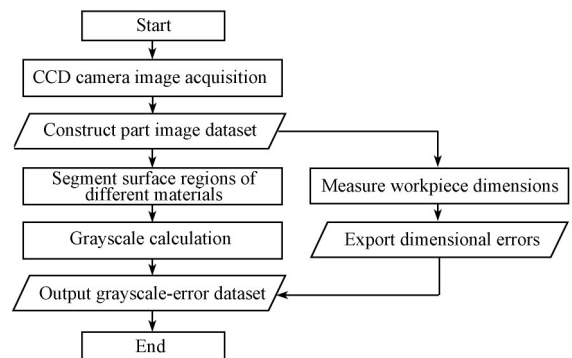 Start
CCD camera image acquisition
Construct part image dataset
Segment surface regions of
different materials
Measure workpiece dimensions
Grayscale calculation
Export dimensional errors
Output grayscale-error dataset
End